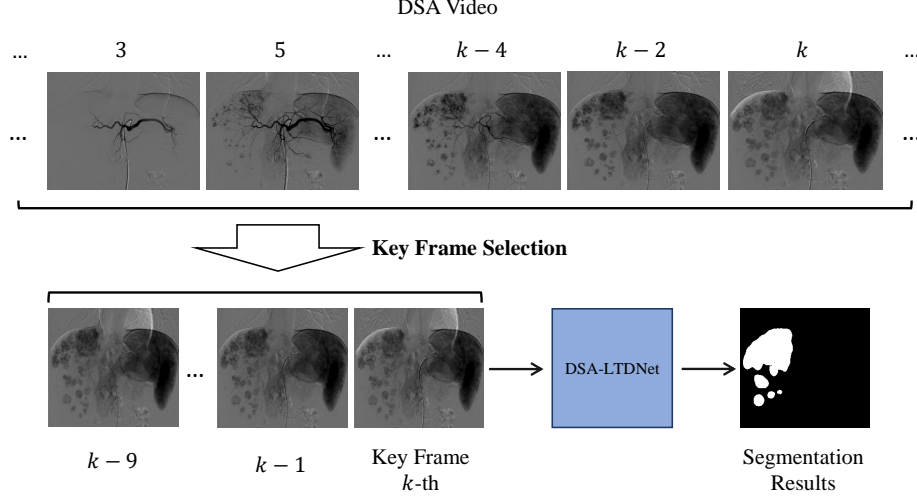 DSA Video
... 3 5 ... k − 4 k − 2 k ...
... ... ...
Key Frame Selection
...
DSA-LTDNet
k − 9 k − 1 Key Frame Segmentation
k-th Results